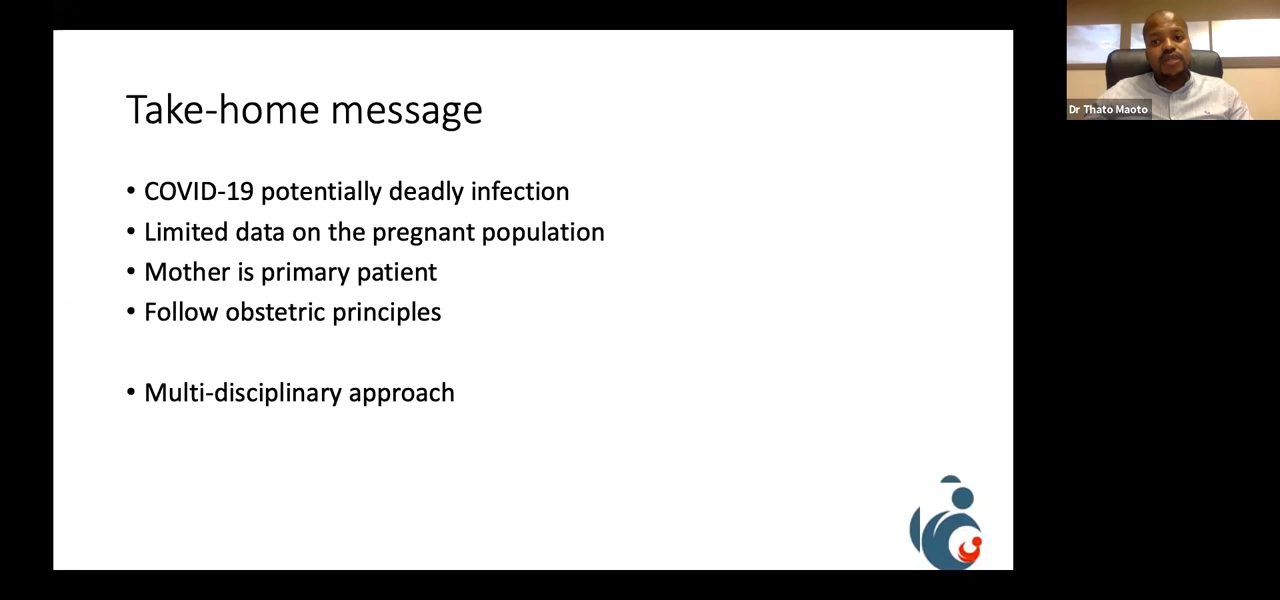 Take-home message
• COVID-19 potentially deadly infection
• Limited data on the pregnant population
• Mother is primary patient
• Follow obstetric principles
• Multi-disciplinary approach
Dr Thato Maoto